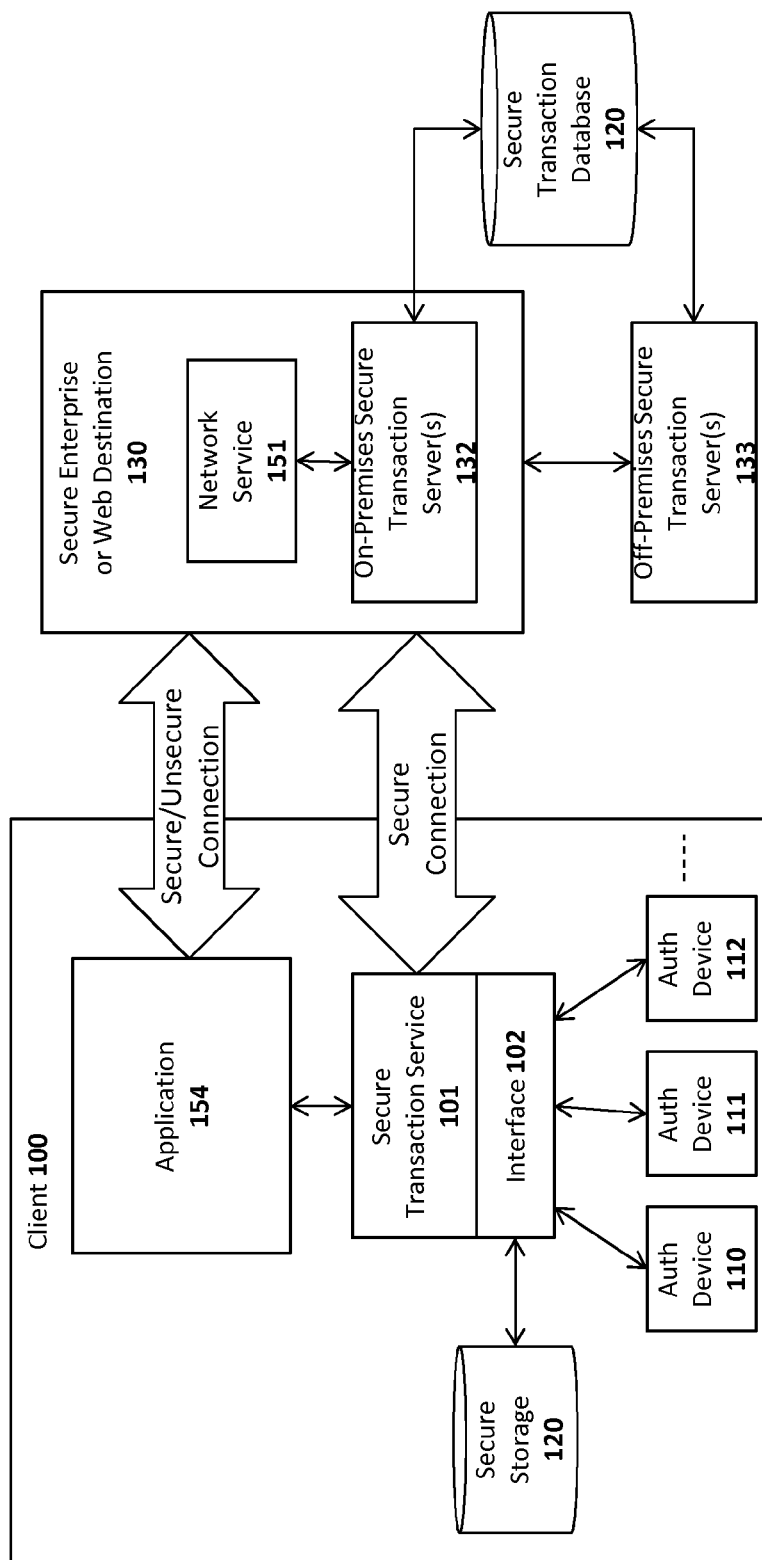 Client 100
Application
154
Secure/Unsecure
Connection
Secure Enterprise
or Web Destination
130
Network
Service
151
On-Premises Secure
Transaction
Server(s)
132
Secure
Transaction
Database
120
Secure
Storage
120
Secure
Transaction Service
101
Interface 102
Secure
Connection
Auth
Device
110
Auth
Device
111
Auth
Device
112
Off-Premises Secure
Transaction
Server(s)
133